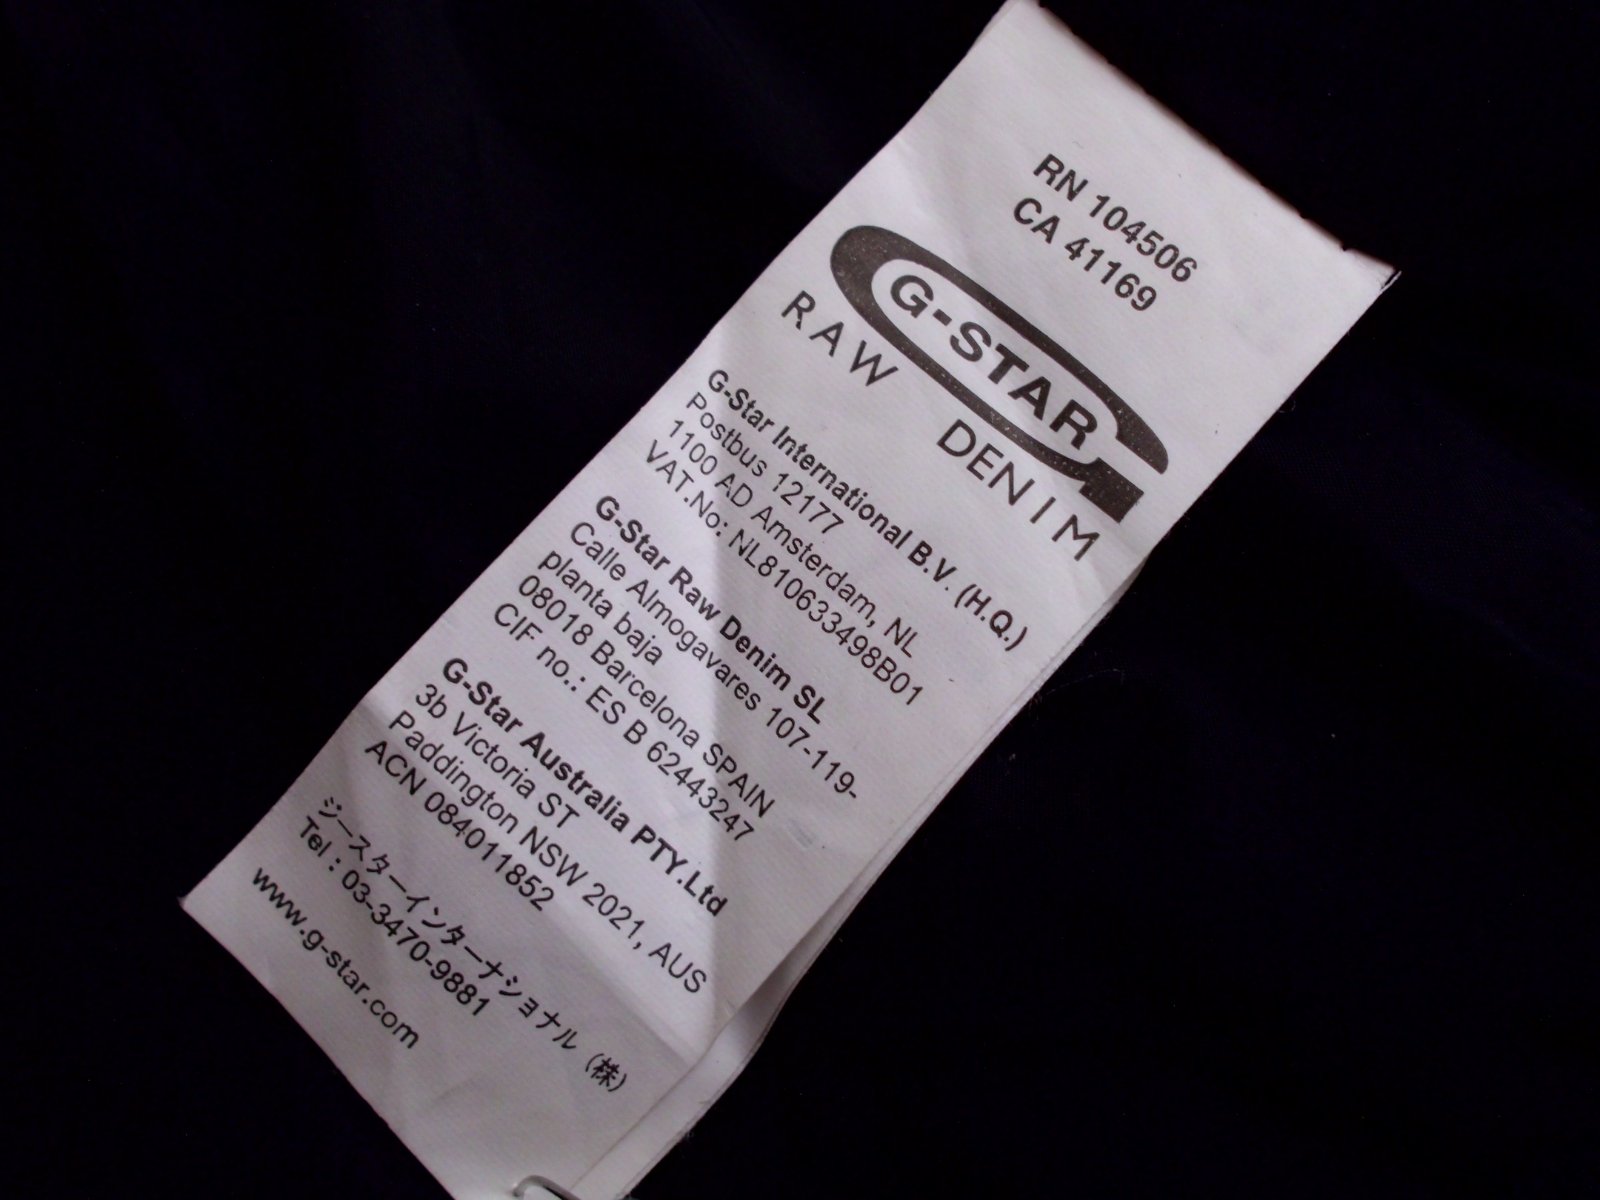 RN 104506
CA 41169
G-STAR
RAW DENIM
G-Star International B.V. (H.Q.)
Postbus 12177
1100 AD Amsterdam, NL
VAT.No: NL810633498B01
G-Star Raw Denim SL
Calle Almogavares 107-119-
planta baja
08018 Barcelona SPAIN
CIF no.: ES B 62443247
G-Star Australia PTY.Ltd
3b Victoria ST
Paddington NSW 2021, AUS
ACN 084011852
ジースターインターナショナル (株)
Tel : 03-3470-9881
www.g-star.com